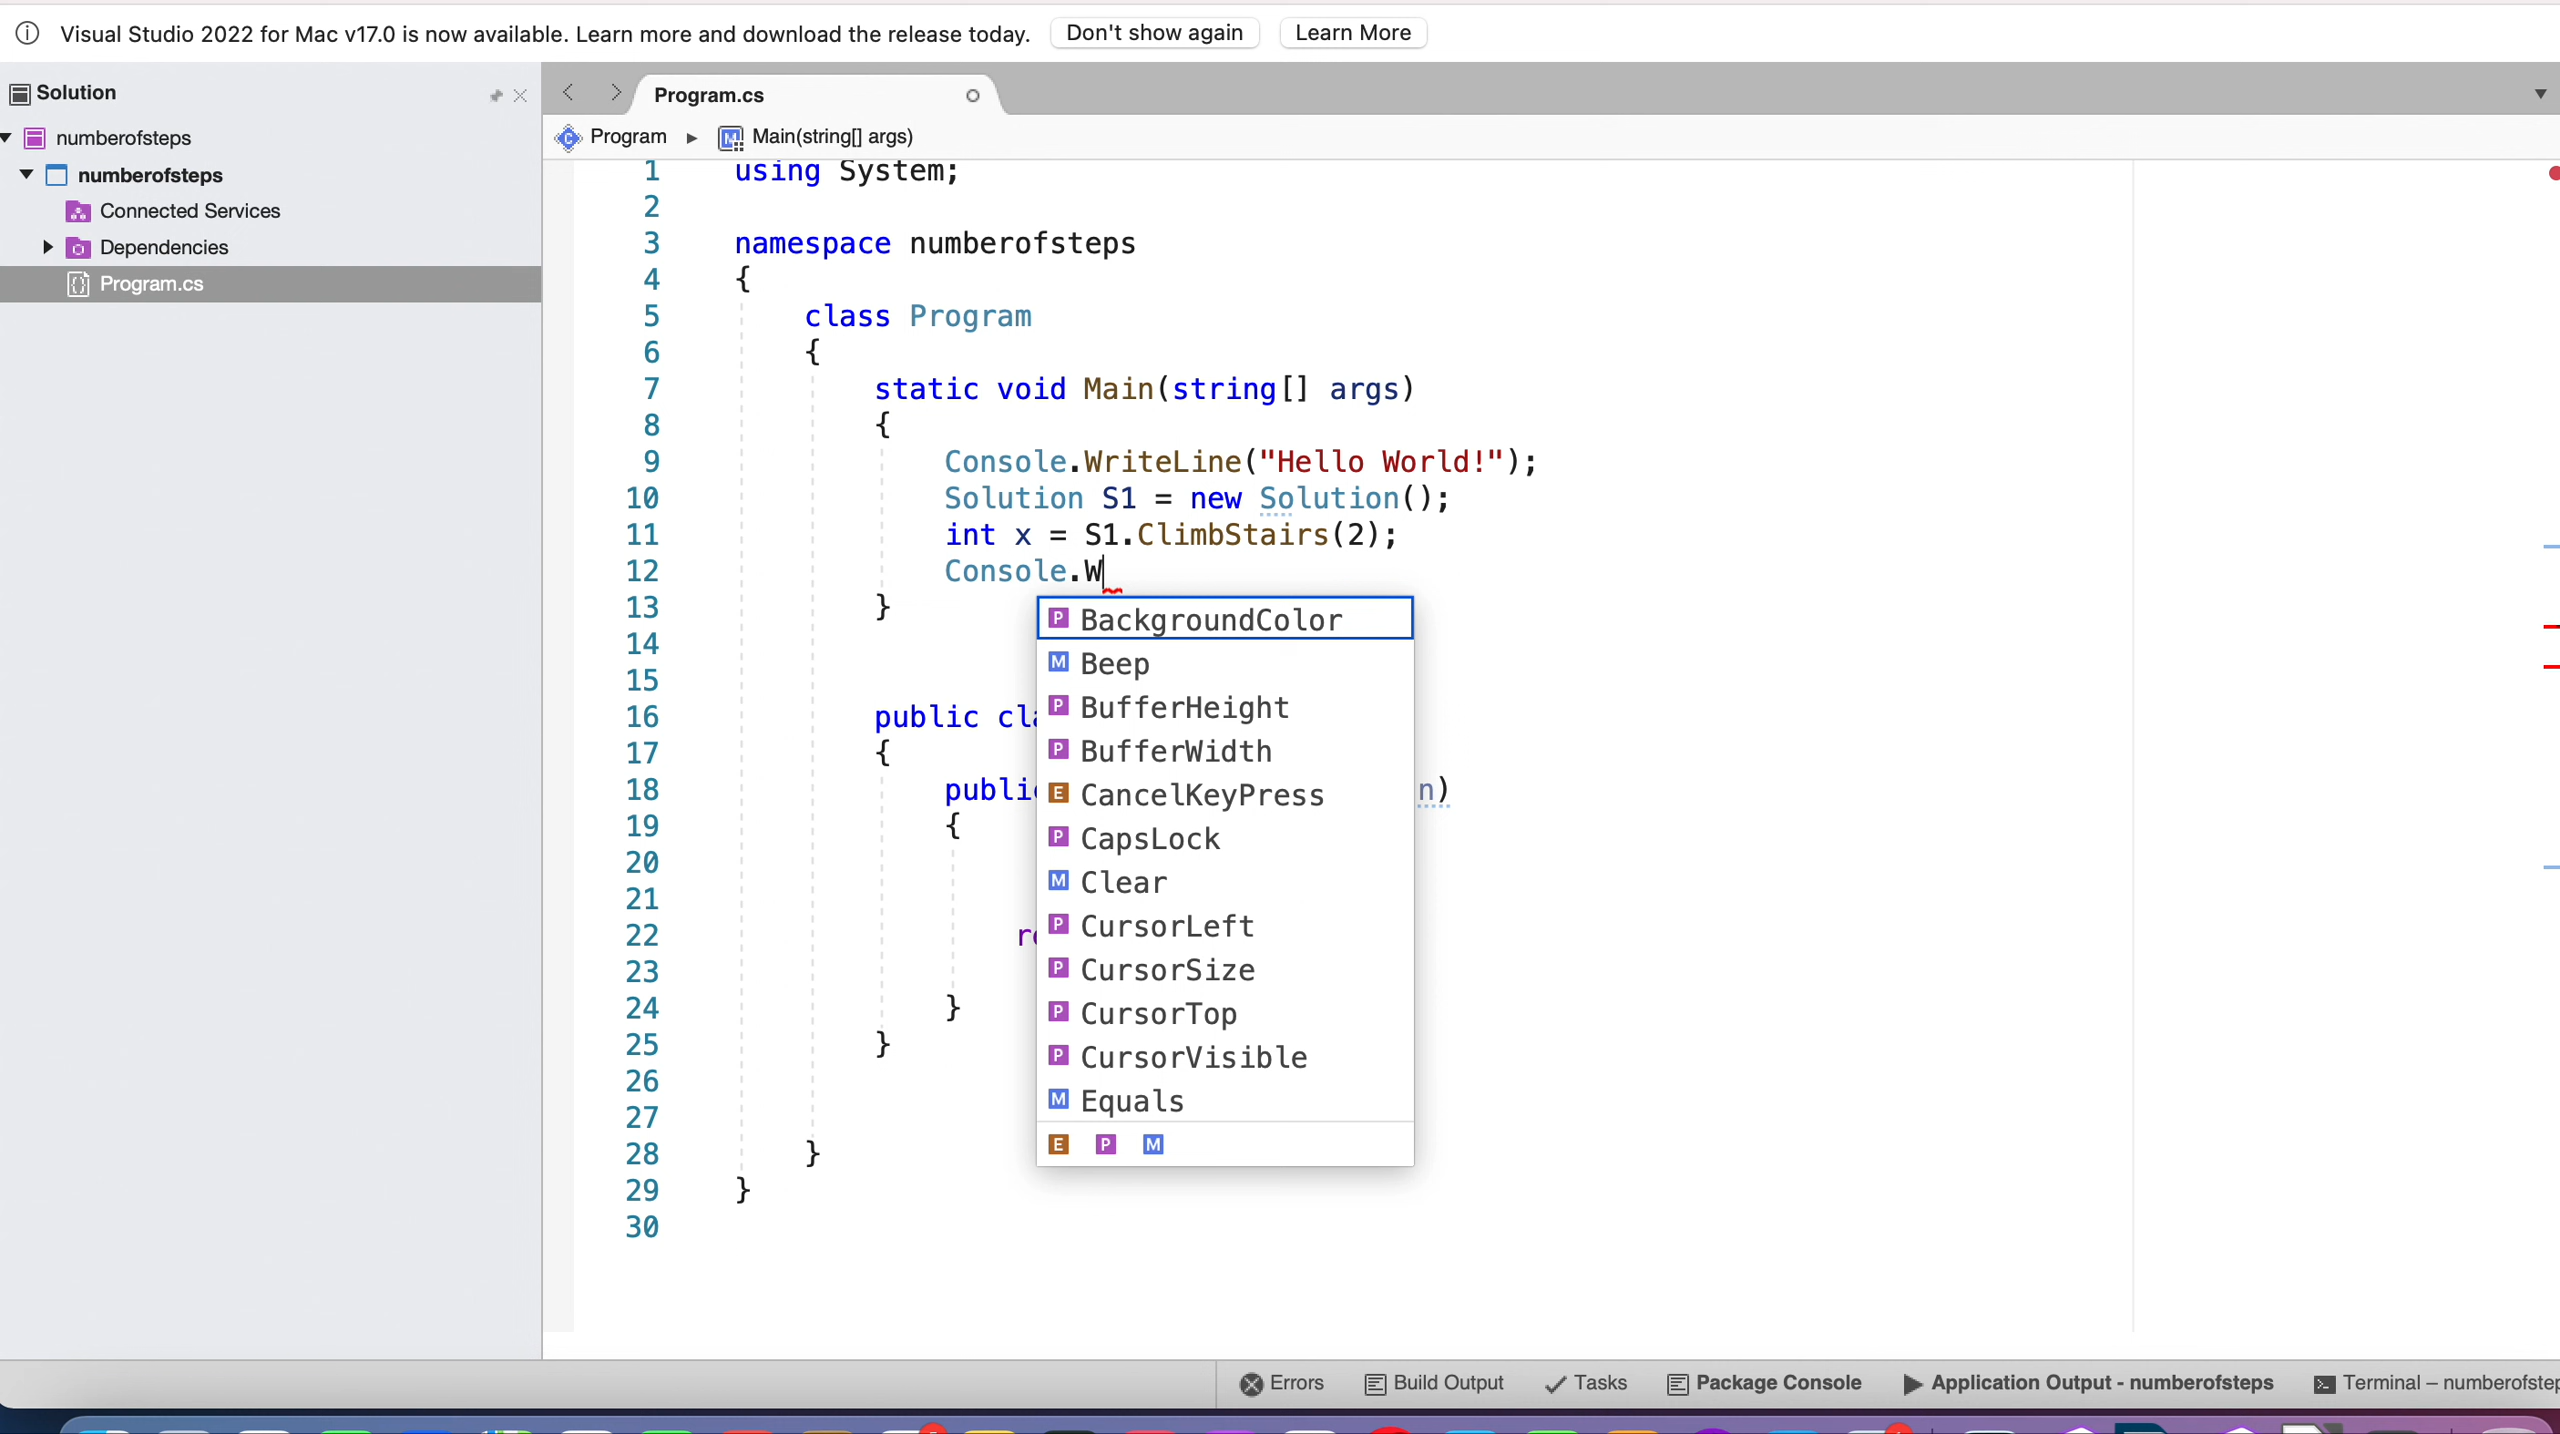 Visual Studio 2022 for Mac v17.0 is now available. Learn more and download the release today. Don't show again Learn More
Solution
numberofsteps
numberofsteps
Connected Services
Dependencies
Program.cs
Program.cs
Program ▸ Main(string[] args)
1 using System;
2
3 namespace numberofsteps
4 {
5 class Program
6 {
7 static void Main(string[] args)
8 {
9 Console.WriteLine("Hello World!");
10 Solution S1 = new Solution();
11 int x = S1.ClimbStairs(2);
12 Console.W
13 }
14
15
16 public
17 {
18 public n)
19 {
20
21
22
23
24 }
25 }
26
27
28 }
29 }
30
P BackgroundColor
M Beep
P BufferHeight
P BufferWidth
E CancelKeyPress
P CapsLock
M Clear
P CursorLeft
P CursorSize
P CursorTop
P CursorVisible
M Equals
E P M
Errors Build Output Tasks Package Console Application Output - numberofsteps Terminal – numberofstep